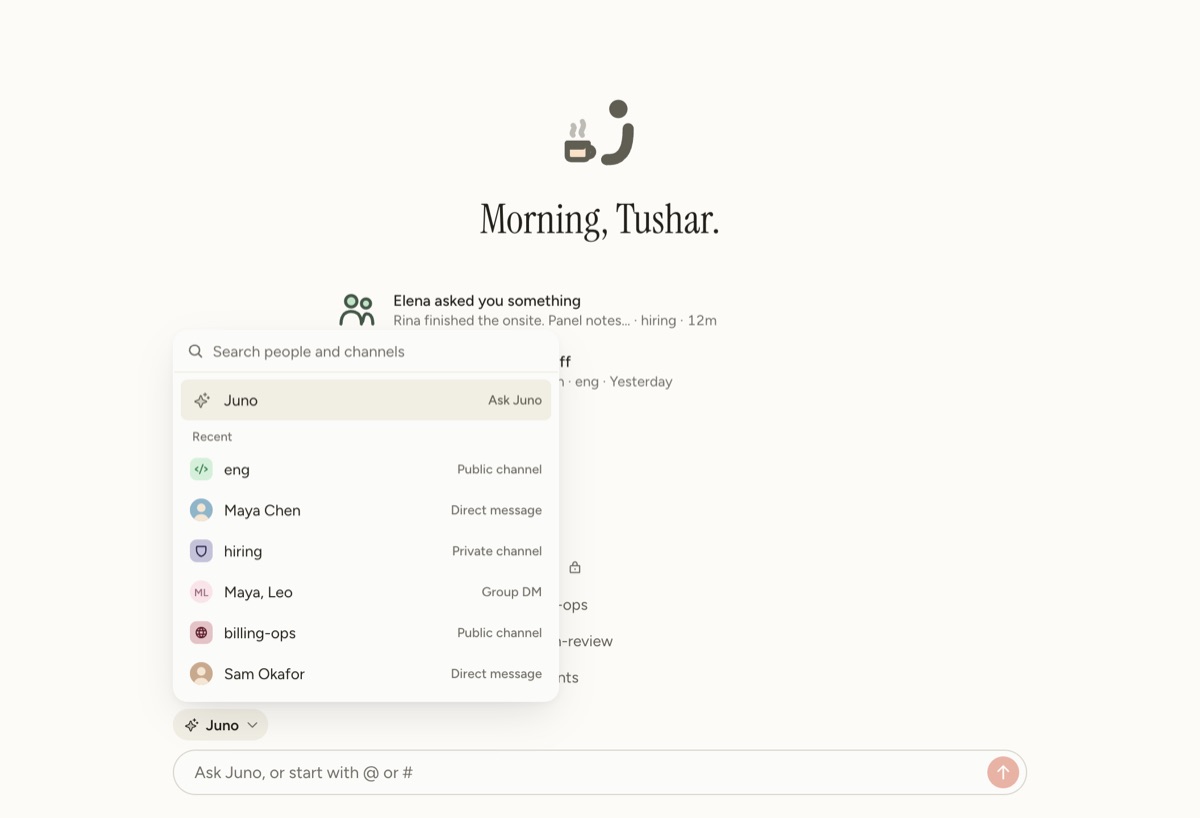 Morning, Tushar.
Elena asked you something
Rina finished the onsite. Panel notes... · hiring · 12m
Search people and channels
Juno Ask Juno
Recent
eng Public channel
Maya Chen Direct message
hiring Private channel
ML Maya, Leo Group DM
billing-ops Public channel
Sam Okafor Direct message
· eng · Yesterday
-ops
-review
Juno
Ask Juno, or start with @ or #